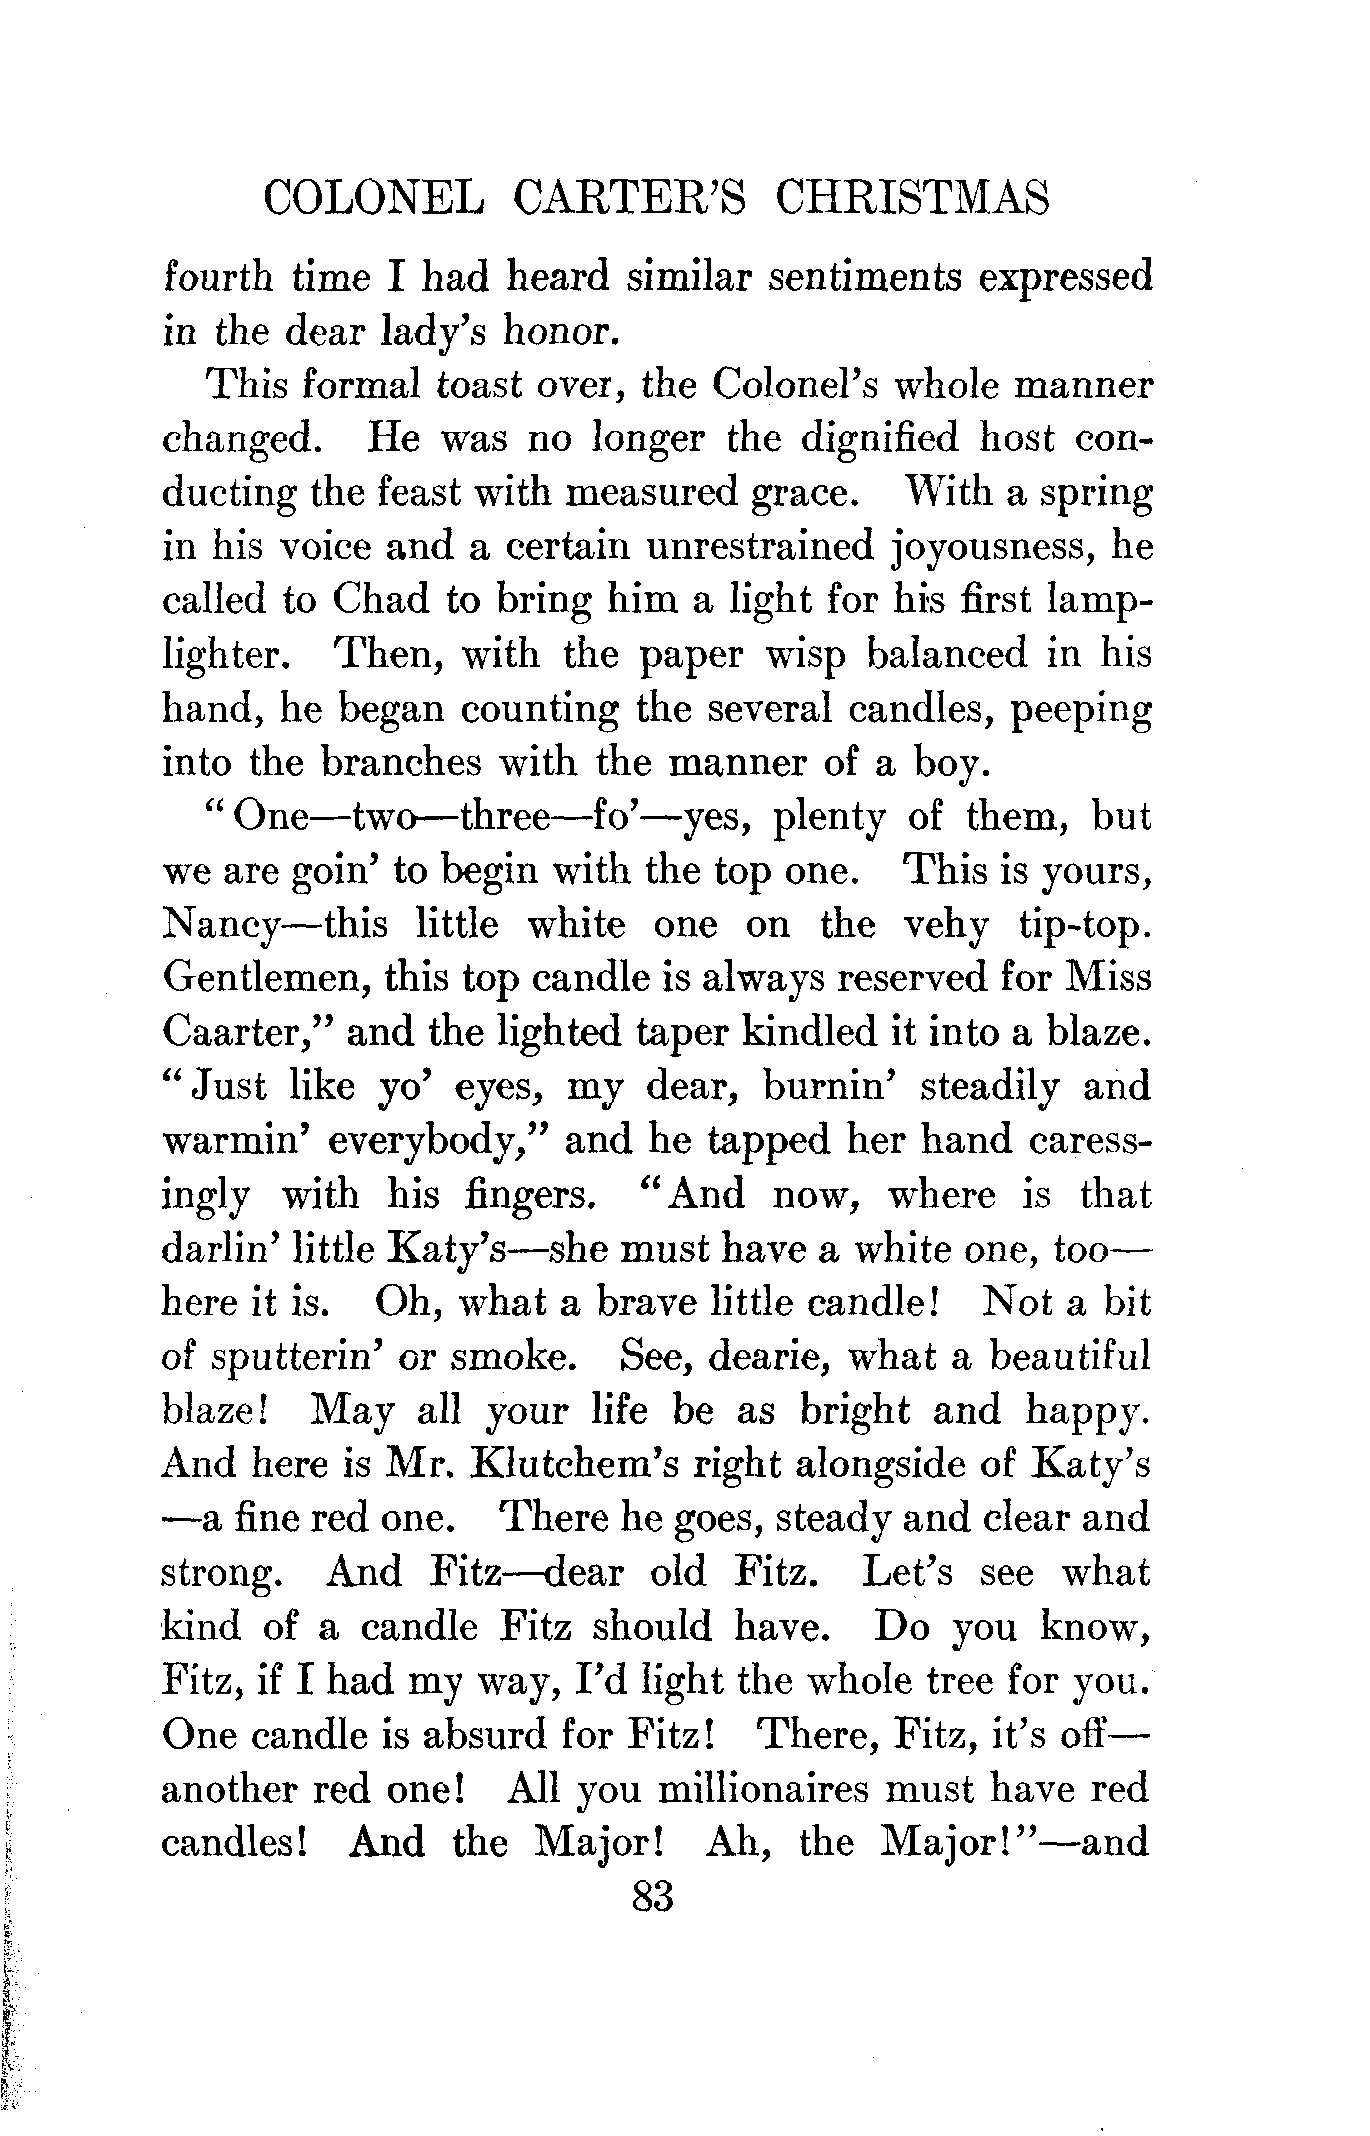 COLONEL CARTER'S CHRISTMAS
fourth time I had heard similar sentiments expressed
in the dear lady's honor.
This formal toast over, the Colonel's whole manner
changed. He was no longer the dignified host con-
ducting the feast with measured grace. With a spring
in his voice and a certain unrestrained joyousness, he
called to Chad to bring him a light for his first lamp-
lighter. Then, with the paper wisp balanced in his
hand, he began counting the several candles, peeping
into the branches with the manner of a boy.
"One—two—three—fo'—yes, plenty of them, but
we are goin' to begin with the top one. This is yours,
Nancy—this little white one on the vehy tip-top.
Gentlemen, this top candle is always reserved for Miss
Caarter," and the lighted taper kindled it into a blaze.
"Just like yo' eyes, my dear, burnin' steadily and
warmin' everybody," and he tapped her hand caress-
ingly with his fingers. "And now, where is that
darlin' little Katy's—she must have a white one, too—
here it is. Oh, what a brave little candle! Not a bit
of sputterin' or smoke. See, dearie, what a beautiful
blaze! May all your life be as bright and happy.
And here is Mr. Klutchem's right alongside of Katy's
—a fine red one. There he goes, steady and clear and
strong. And Fitz—dear old Fitz. Let's see what
kind of a candle Fitz should have. Do you know,
Fitz, if I had my way, I'd light the whole tree for you.
One candle is absurd for Fitz! There, Fitz, it's off—
another red one! All you millionaires must have red
candles! And the Major! Ah, the Major!"—and
83